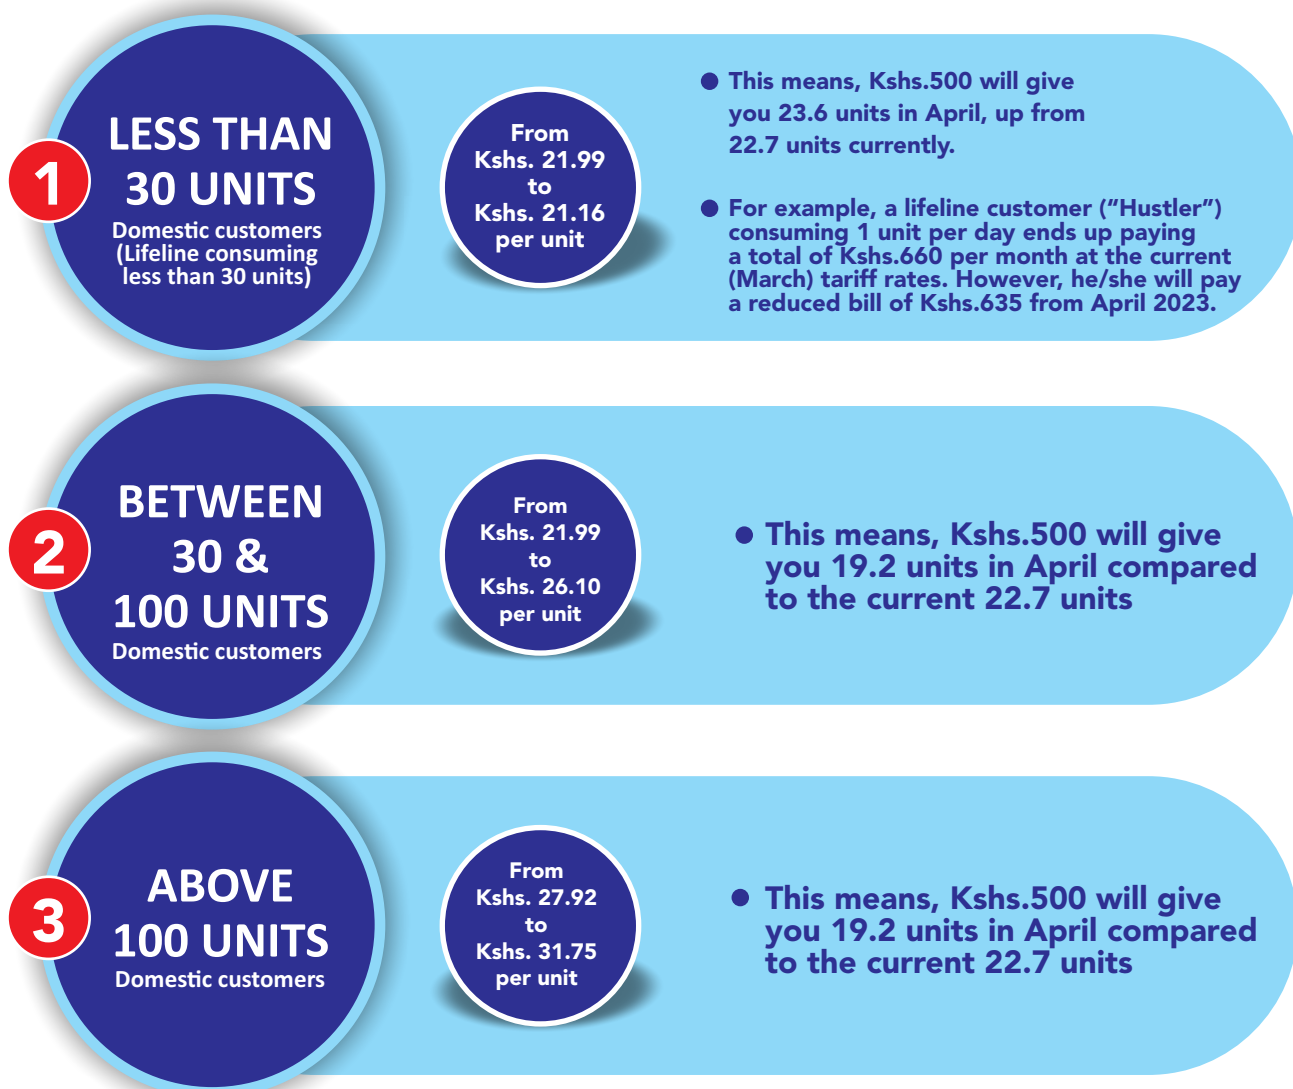 1
LESS THAN
30 UNITS
Domestic customers
(Lifeline consuming
less than 30 units)
From
Kshs. 21.99
to
Kshs. 21.16
per unit
● This means, Kshs.500 will give
you 23.6 units in April, up from
22.7 units currently.
● For example, a lifeline customer (“Hustler”)
consuming 1 unit per day ends up paying
a total of Kshs.660 per month at the current
(March) tariff rates. However, he/she will pay
a reduced bill of Kshs.635 from April 2023.
2
BETWEEN
30 &
100 UNITS
Domestic customers
From
Kshs. 21.99
to
Kshs. 26.10
per unit
● This means, Kshs.500 will give
you 19.2 units in April compared
to the current 22.7 units
3
ABOVE
100 UNITS
Domestic customers
From
Kshs. 27.92
to
Kshs. 31.75
per unit
● This means, Kshs.500 will give
you 19.2 units in April compared
to the current 22.7 units